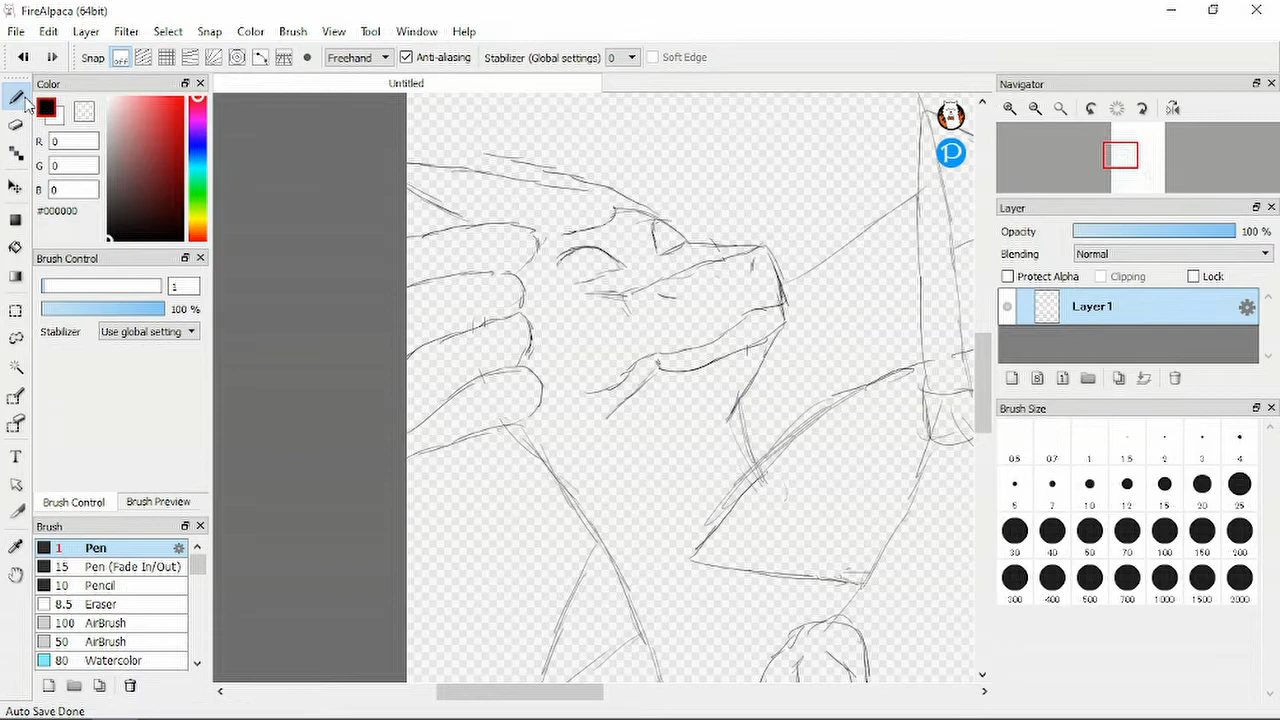 FireAlpaca (64bit)
File Edit Layer Filter Select Snap Color Brush View Tool Window Help
Snap off Freehand Anti-aliasing Stabilizer (Global settings) 0 Soft Edge
Color
R 0
G 0
B 0
#000000
Brush Control
1
100 %
Stabilizer Use global setting
Brush Control Brush Preview
Brush
1 Pen
15 Pen (Fade In/Out)
10 Pencil
8.5 Eraser
100 AirBrush
50 AirBrush
80 Watercolor
Auto Save Done
Untitled
P
Navigator
Layer
Opacity 100 %
Blending Normal
Protect Alpha Clipping Lock
Layer1
8 1
Brush Size
0.5 0.7 1 1.5 2 3 4
5 7 10 12 15 20 25
30 40 50 70 100 150 200
300 400 500 700 1000 1500 2000
T